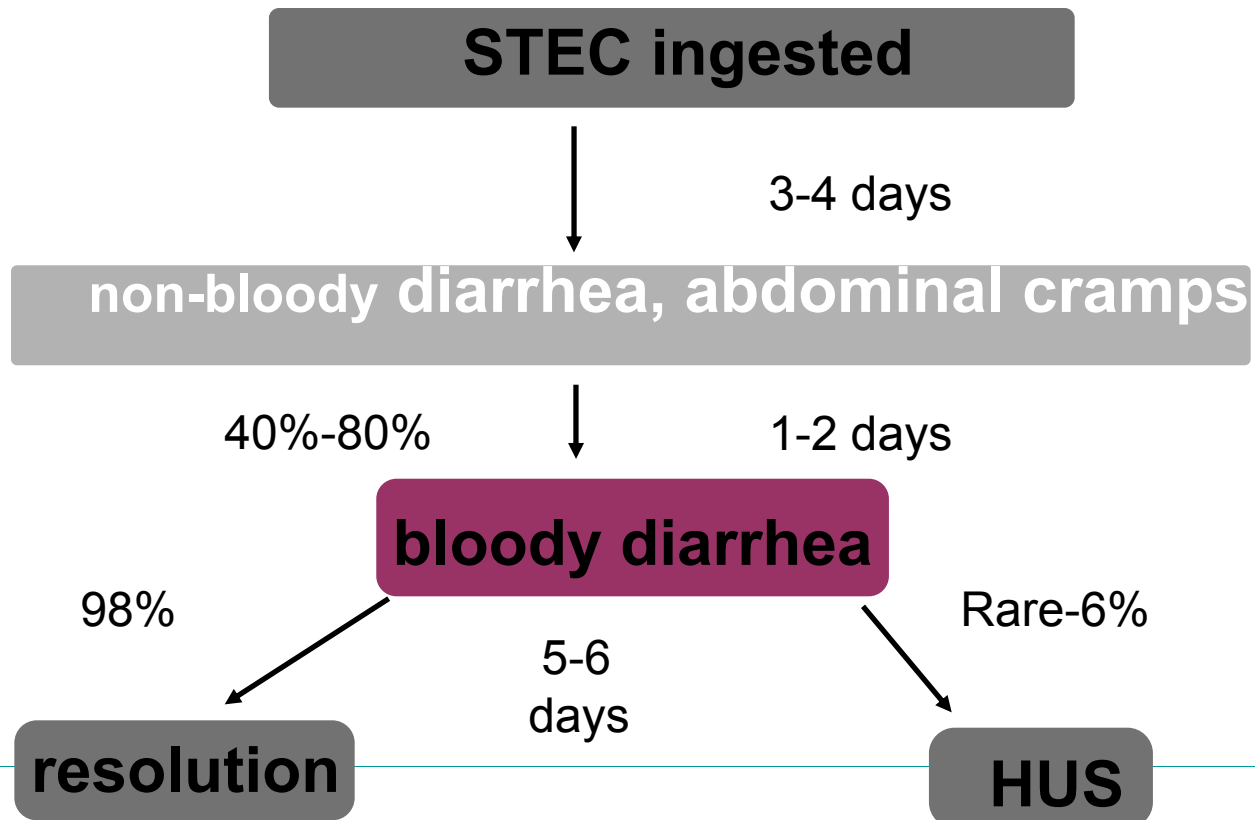 STEC ingested
3-4 days
non-bloody diarrhea, abdominal cramps
40%-80%
1-2 days
bloody diarrhea
98%
Rare-6%
5-6
days
resolution
HUS